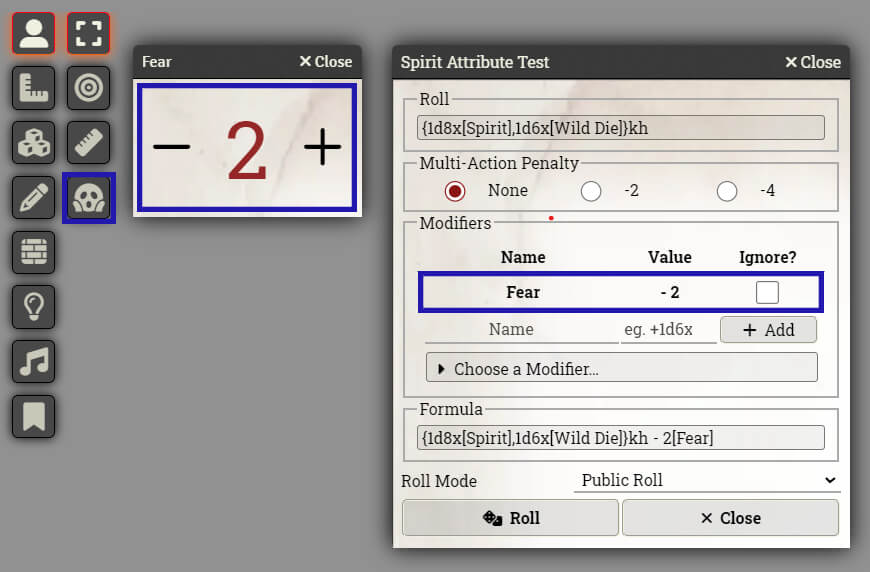 Fear
✕ Close
− 2 +
Spirit Attribute Test
✕ Close
Roll
{1d8x[Spirit],1d6x[Wild Die]}kh
Multi-Action Penalty
None -2 -4
Modifiers
Name Value Ignore?
Fear - 2
Name eg. +1d6x + Add
Choose a Modifier...
Formula
{1d8x[Spirit],1d6x[Wild Die]}kh - 2[Fear]
Roll Mode Public Roll
Roll ✕ Close